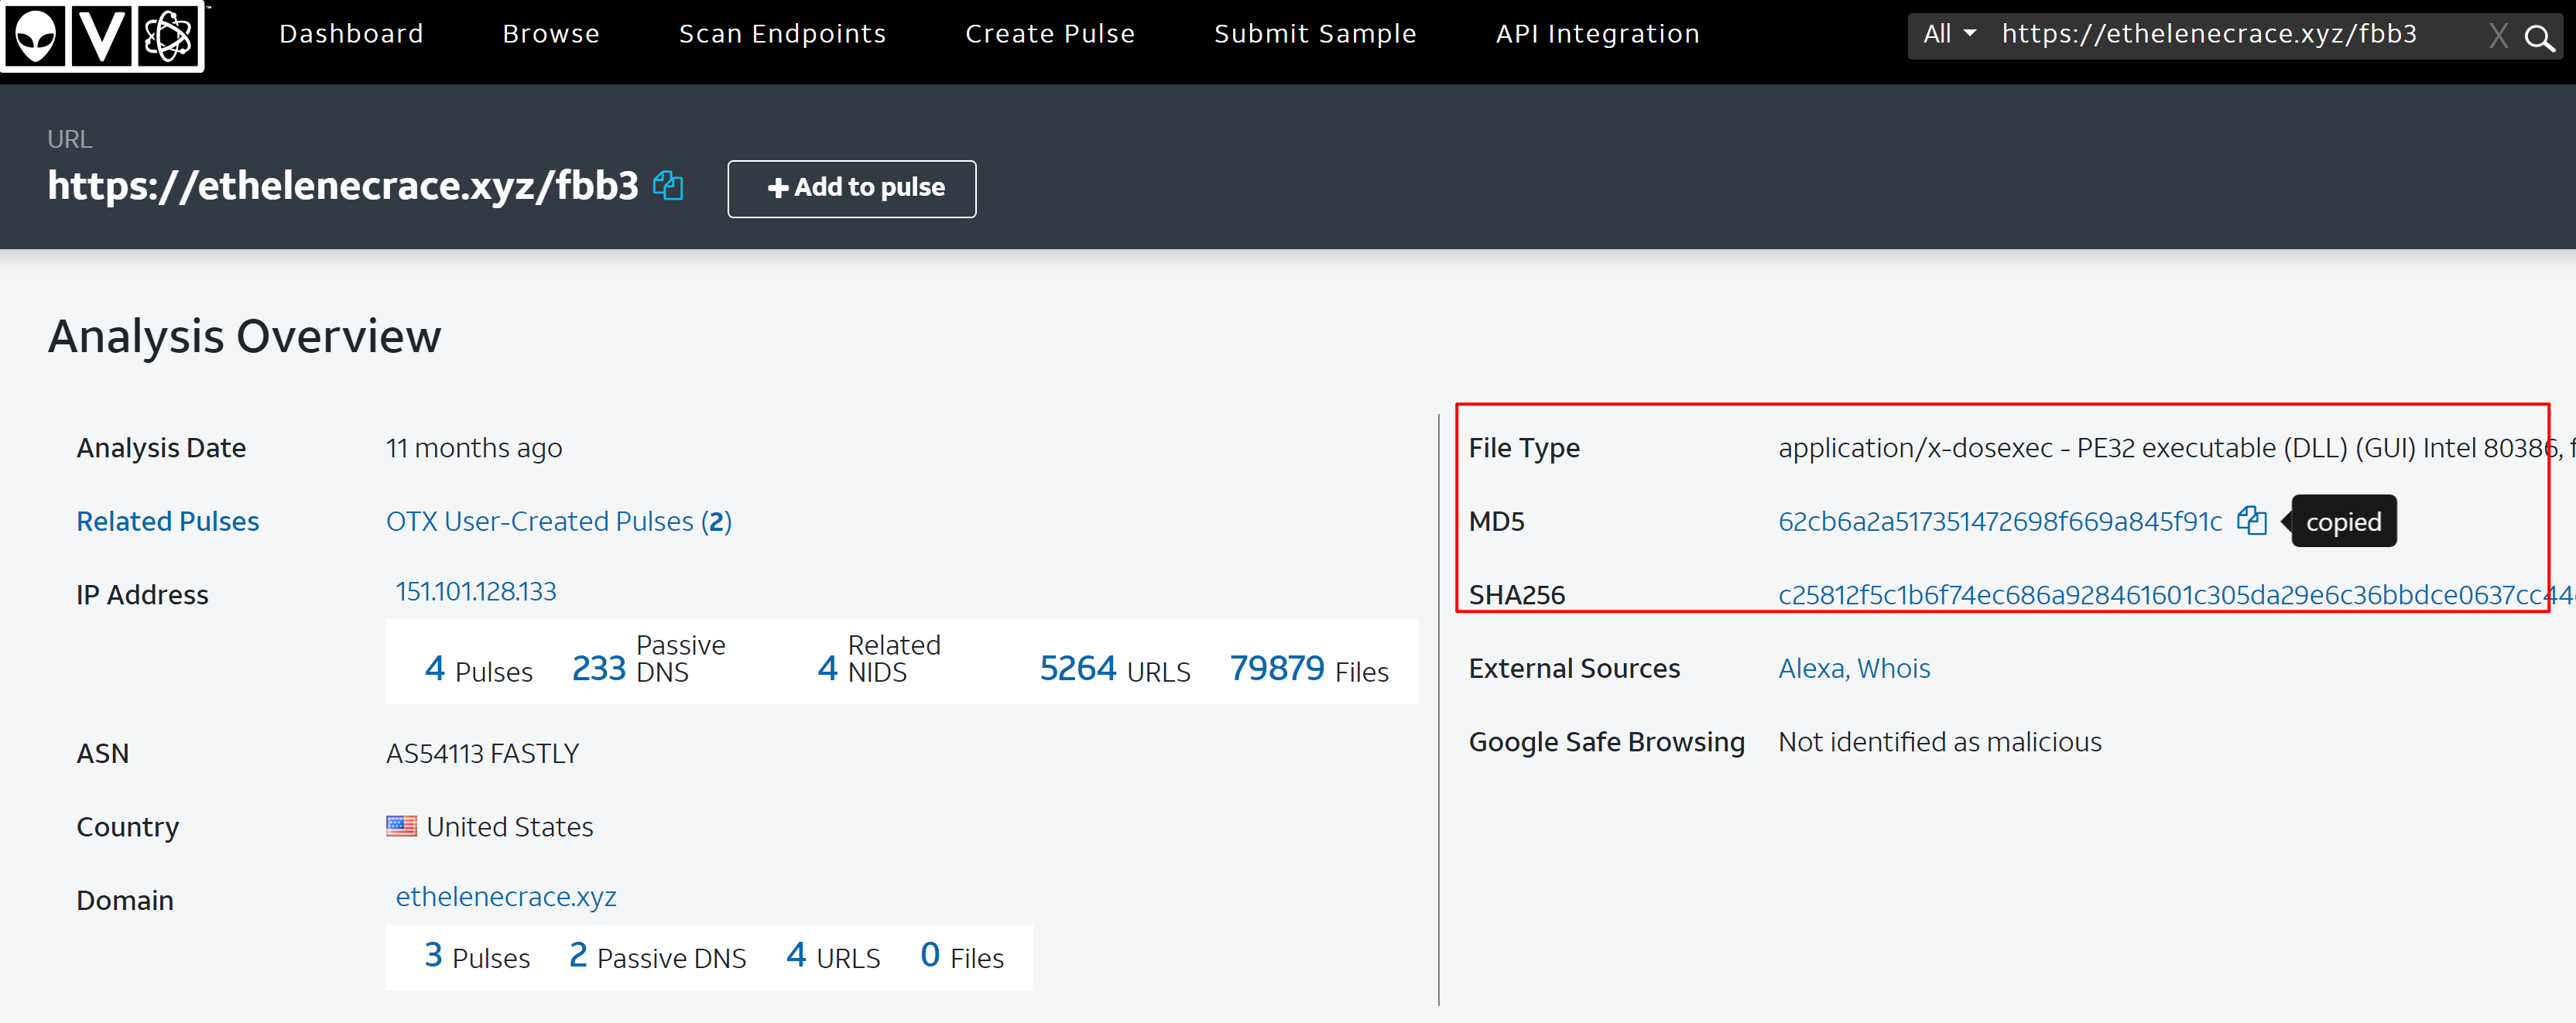 Dashboard Browse Scan Endpoints Create Pulse Submit Sample API Integration All https://ethelenecrace.xyz/fbb3 X
URL
https://ethelenecrace.xyz/fbb3 + Add to pulse
Analysis Overview
Analysis Date 11 months ago
Related Pulses OTX User-Created Pulses (2)
IP Address 151.101.128.133
4 Pulses 233 Passive DNS 4 Related NIDS 5264 URLS 79879 Files
ASN AS54113 FASTLY
Country United States
Domain ethelenecrace.xyz
3 Pulses 2 Passive DNS 4 URLS 0 Files
File Type application/x-dosexec - PE32 executable (DLL) (GUI) Intel 80386, f
MD5 62cb6a2a517351472698f669a845f91c copied
SHA256 c25812f5c1b6f74ec686a928461601c305da29e6c36bbdce0637cc44
External Sources Alexa, Whois
Google Safe Browsing Not identified as malicious